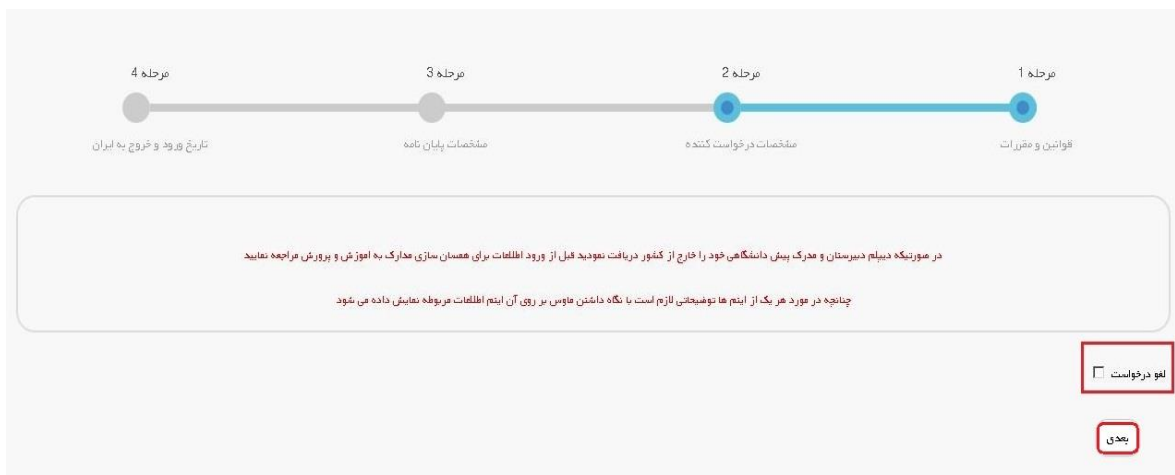 مرحله 1
مرحله 2
مرحله 3
مرحله 4
قوانین و مقررات
مشخصات درخواست کننده
مشخصات پایان نامه
تاریخ ورود و خروج به ایران
در صورتیکه دیپلم دبیرستان و مدرک پیش دانشگاهی خود را خارج از کشور دریافت نمودید قبل از ورود اطلاعات برای همسان سازی مدارک به اموزش و پرورش مراجعه نمایید
چنانچه در مورد هر یک از ایتم ها توضیحاتی لازم است با نگاه داشتن ماوس بر روی آن ایتم اطلاعات مربوطه نمایش داده می شود
لغو درخواست
بعدی